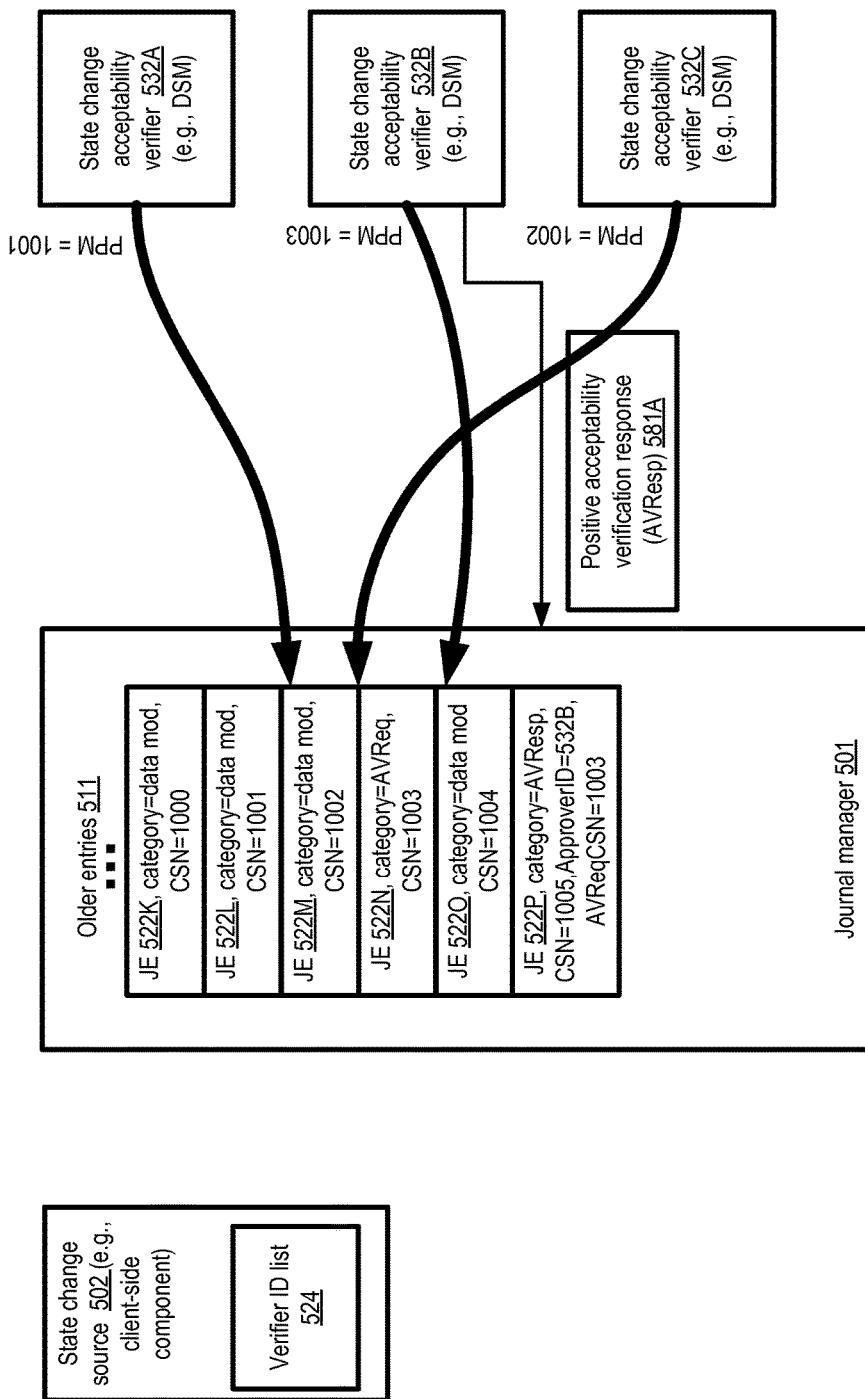 State change
source 502 (e.g.,
client-side
component)
Verifier ID list
524
Older entries 511
JE 522K, category=data mod,
CSN=1000
JE 522L, category=data mod,
CSN=1001
JE 522M, category=data mod,
CSN=1002
JE 522N, category=AVReq,
CSN=1003
JE 522O, category=data mod
CSN=1004
JE 522P, category=AVResp,
CSN=1005,ApproverID=532B,
AVReqCSN=1003
Journal manager 501
Positive acceptability
verification response
(AVResp) 581A
PPM = 1001
State change
acceptability
verifier 532A
(e.g., DSM)
PPM = 1003
State change
acceptability
verifier 532B
(e.g., DSM)
PPM = 1002
State change
acceptability
verifier 532C
(e.g., DSM)